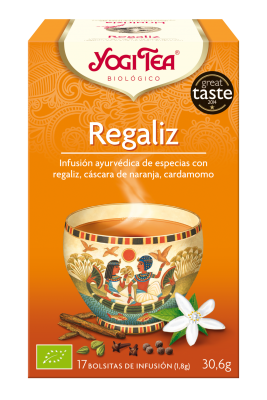 YOGI TEA
BIOLÓGICO
great
taste
2014
Regaliz
Infusión ayurvédica de especias con
regaliz, cáscara de naranja, cardamomo
17 BOLSITAS DE INFUSIÓN (1,8g) 30,6g